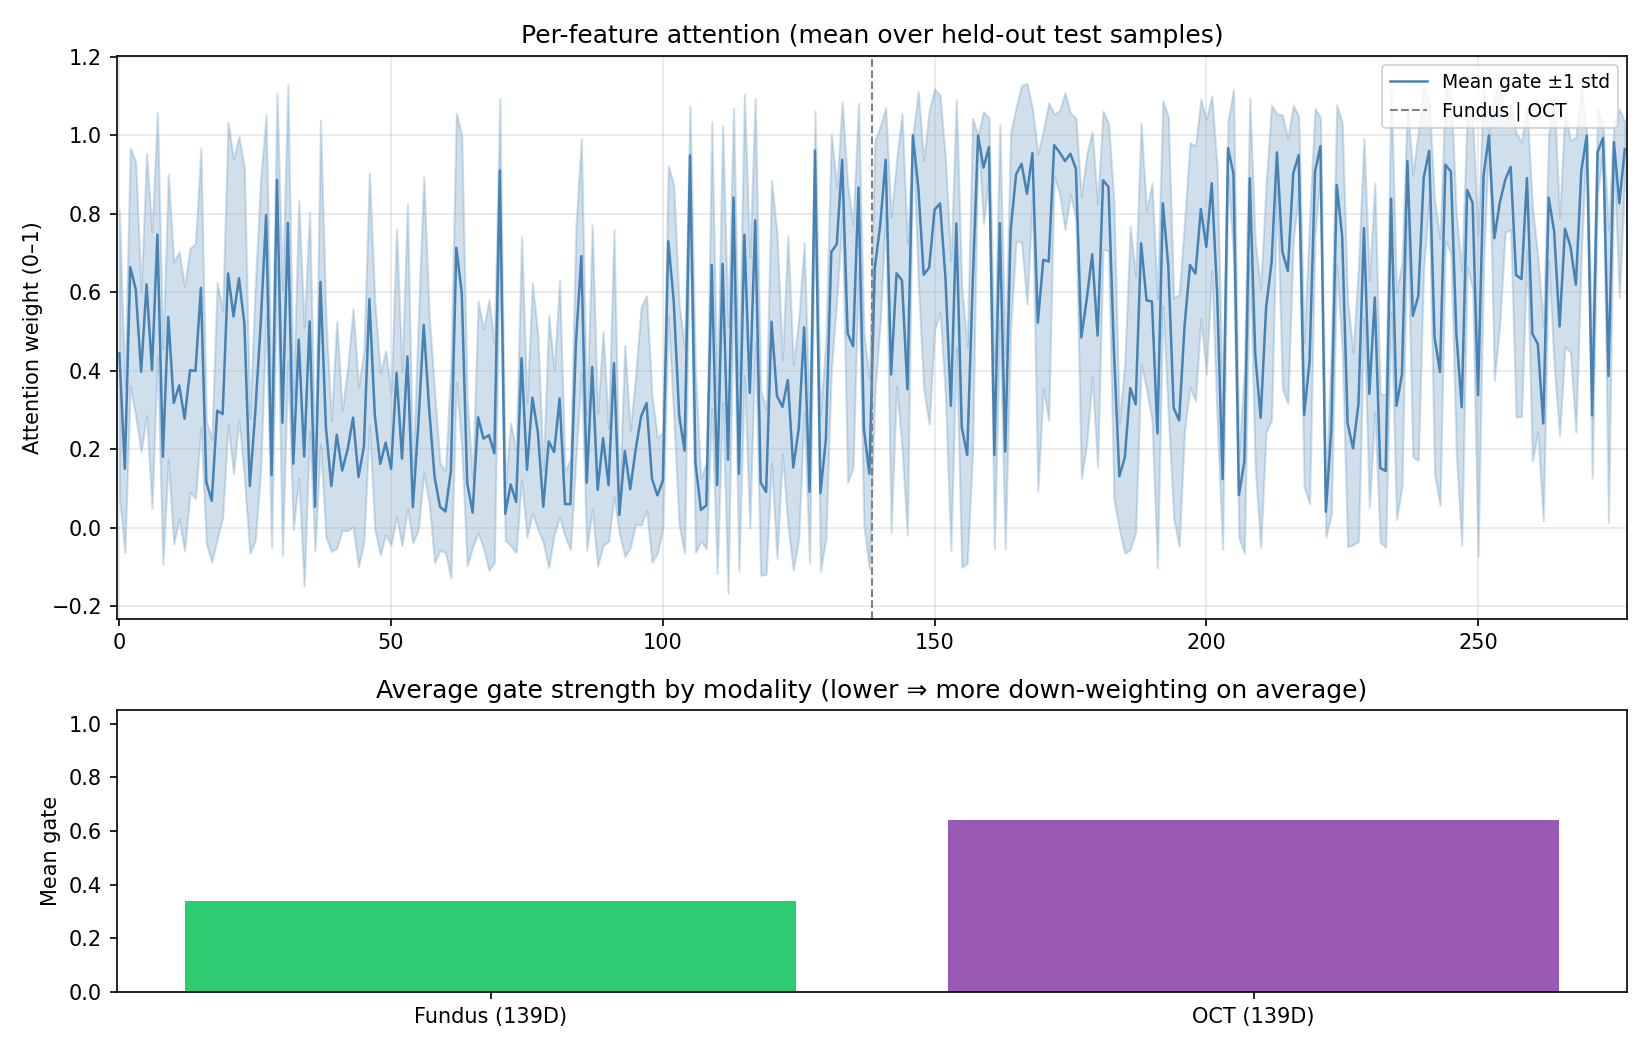 Per-feature attention (mean over held-out test samples)
Attention weight (0–1)
1.2
1.0
0.8
0.6
0.4
0.2
0.0
−0.2
Mean gate ±1 std
Fundus | OCT
0
50
100
150
200
250
Average gate strength by modality (lower ⇒ more down-weighting on average)
Mean gate
1.0
0.8
0.6
0.4
0.2
0.0
Fundus (139D)
OCT (139D)